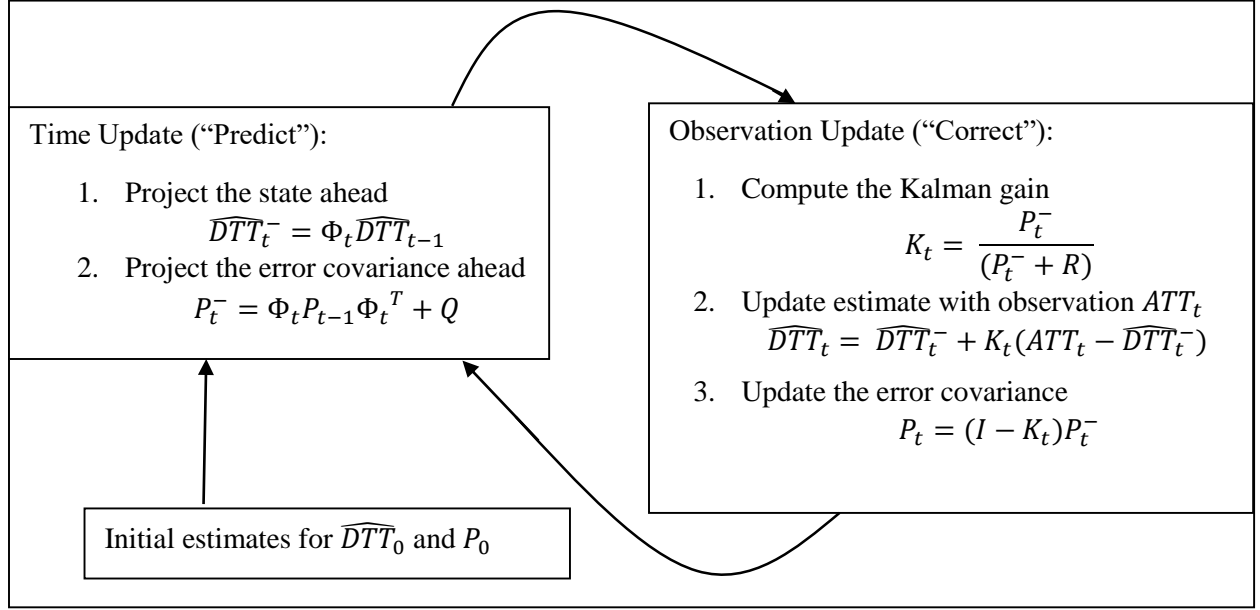 Time Update (“Predict”):
1. Project the state ahead
$\widehat{DTT}_t^- = \Phi_t \widehat{DTT}_{t-1}$
2. Project the error covariance ahead
$P_t^- = \Phi_t P_{t-1} {\Phi_t}^T + Q$
Initial estimates for $\widehat{DTT}_0$ and $P_0$
Observation Update (“Correct”):
1. Compute the Kalman gain
$K_t = \frac{P_t^-}{(P_t^- + R)}$
2. Update estimate with observation $ATT_t$
$\widehat{DTT}_t = \widehat{DTT}_t^- + K_t(ATT_t - \widehat{DTT}_t^-)$
3. Update the error covariance
$P_t = (I - K_t)P_t^-$